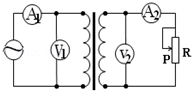 A₁ A₂
V₁ V₂ P R